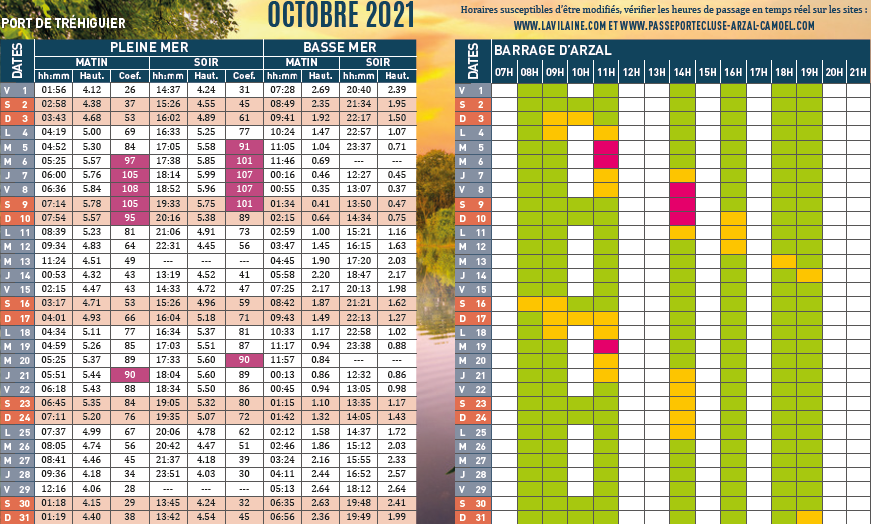 PORT DE TRÉHIGUIER
OCTOBRE 2021
Horaires susceptibles d'être modifiés, vérifier les heures de passage en temps réel sur les sites :
WWW.LAVILAINE.COM ET WWW.PASSEPORTECLUSE-ARZAL-CAMOEL.COM
DATES PLEINE MER BASSE MER
MATIN SOIR MATIN SOIR
hh:mm Haut. Coef. hh:mm Haut. Coef. hh:mm Haut. hh:mm Haut.
V 1 01:56 4.12 26 14:37 4.24 31 07:28 2.69 20:40 2.39
S 2 02:58 4.38 37 15:26 4.55 45 08:49 2.35 21:34 1.95
D 3 03:43 4.68 53 16:02 4.89 61 09:41 1.92 22:17 1.50
L 4 04:19 5.00 69 16:33 5.25 77 10:24 1.47 22:57 1.07
M 5 04:52 5.30 84 17:05 5.58 91 11:05 1.04 23:37 0.71
M 6 05:25 5.57 97 17:38 5.85 101 11:46 0.69 --- ---
J 7 06:00 5.76 105 18:14 5.99 107 00:16 0.46 12:27 0.45
V 8 06:36 5.84 108 18:52 5.96 107 00:55 0.35 13:07 0.37
S 9 07:14 5.78 105 19:33 5.75 101 01:34 0.41 13:50 0.47
D 10 07:54 5.57 95 20:16 5.38 89 02:15 0.64 14:34 0.75
L 11 08:39 5.23 81 21:06 4.91 73 02:59 1.00 15:21 1.16
M 12 09:34 4.83 64 22:31 4.45 56 03:47 1.45 16:15 1.63
M 13 11:24 4.51 49 --- --- --- 04:45 1.90 17:20 2.03
J 14 00:53 4.32 43 13:19 4.52 41 05:58 2.20 18:47 2.17
V 15 02:15 4.47 43 14:33 4.72 47 07:25 2.17 20:13 1.98
S 16 03:17 4.71 53 15:26 4.96 59 08:42 1.87 21:21 1.62
D 17 04:01 4.93 66 16:04 5.18 71 09:43 1.49 22:13 1.27
L 18 04:34 5.11 77 16:34 5.37 81 10:33 1.17 22:58 1.02
M 19 04:59 5.26 85 17:03 5.51 87 11:17 0.94 23:38 0.88
M 20 05:25 5.37 89 17:33 5.60 90 11:57 0.84 --- ---
J 21 05:51 5.44 90 18:04 5.60 89 00:13 0.86 12:32 0.86
V 22 06:18 5.43 88 18:34 5.50 86 00:45 0.94 13:05 0.98
S 23 06:45 5.35 84 19:05 5.32 80 01:15 1.10 13:35 1.17
D 24 07:11 5.20 76 19:35 5.07 72 01:42 1.32 14:05 1.43
L 25 07:37 4.99 67 20:06 4.78 62 02:12 1.58 14:37 1.72
M 26 08:05 4.74 56 20:42 4.47 51 02:46 1.86 15:12 2.03
M 27 08:41 4.46 45 21:37 4.18 39 03:24 2.16 15:55 2.33
J 28 09:36 4.18 34 23:51 4.03 30 04:11 2.44 16:52 2.57
V 29 12:16 4.06 28 --- --- --- 05:13 2.64 18:12 2.64
S 30 01:18 4.15 29 13:45 4.24 32 06:35 2.63 19:48 2.41
D 31 01:19 4.40 38 13:42 4.54 45 06:56 2.36 19:49 1.99
DATES BARRAGE D'ARZAL
07H 08H 09H 10H 11H 12H 13H 14H 15H 16H 17H 18H 19H 20H 21H
V 1
S 2
D 3
L 4
M 5
M 6
J 7
V 8
S 9
D 10
L 11
M 12
M 13
J 14
V 15
S 16
D 17
L 18
M 19
M 20
J 21
V 22
S 23
D 24
L 25
M 26
M 27
J 28
V 29
S 30
D 31